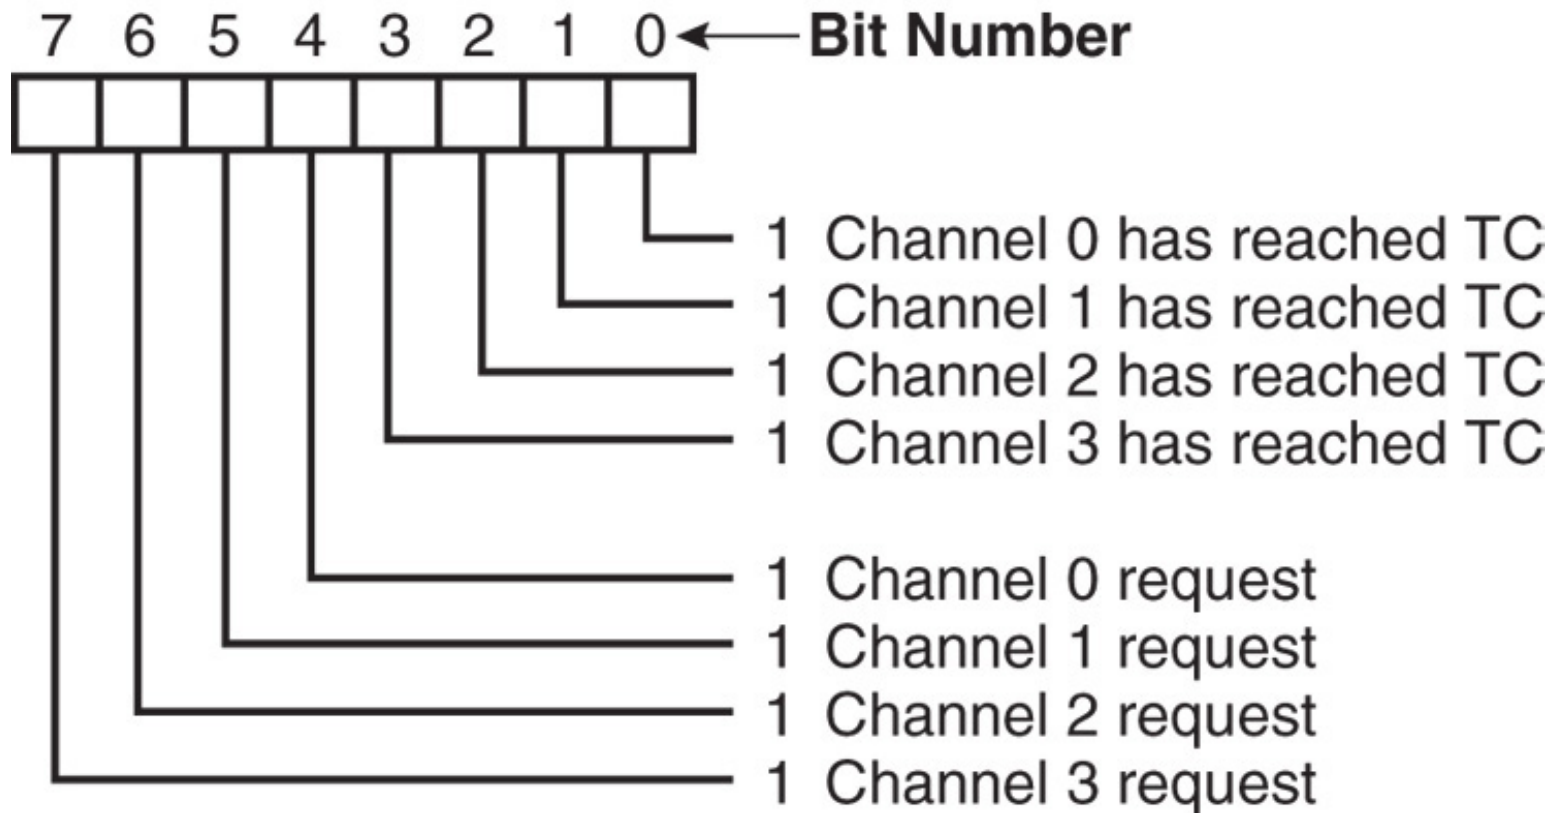 7 6 5 4 3 2 1 0 Bit Number
1 Channel 0 has reached TC
1 Channel 1 has reached TC
1 Channel 2 has reached TC
1 Channel 3 has reached TC
1 Channel 0 request
1 Channel 1 request
1 Channel 2 request
1 Channel 3 request